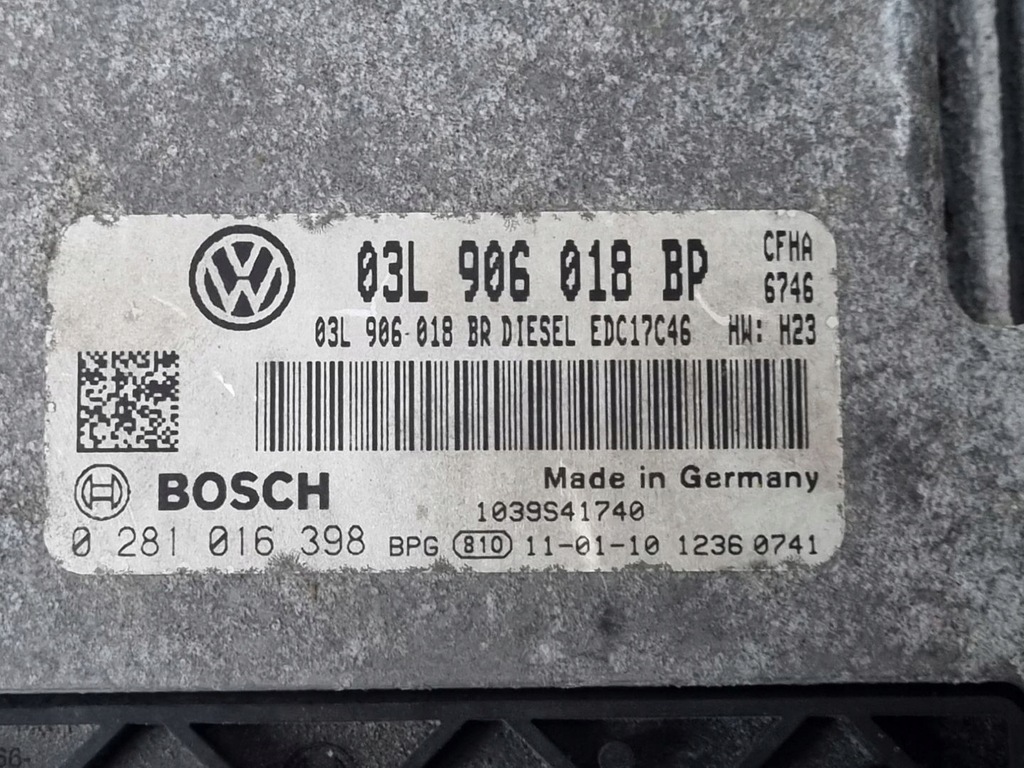 03L 906 018 BP
CFHA
6746
03L 906-018 BR DIESEL EDC17C46 HW: H23
BOSCH
Made in Germany
1039S41740
0 281 016 398 BPG 810 11-01-10 1236 0741